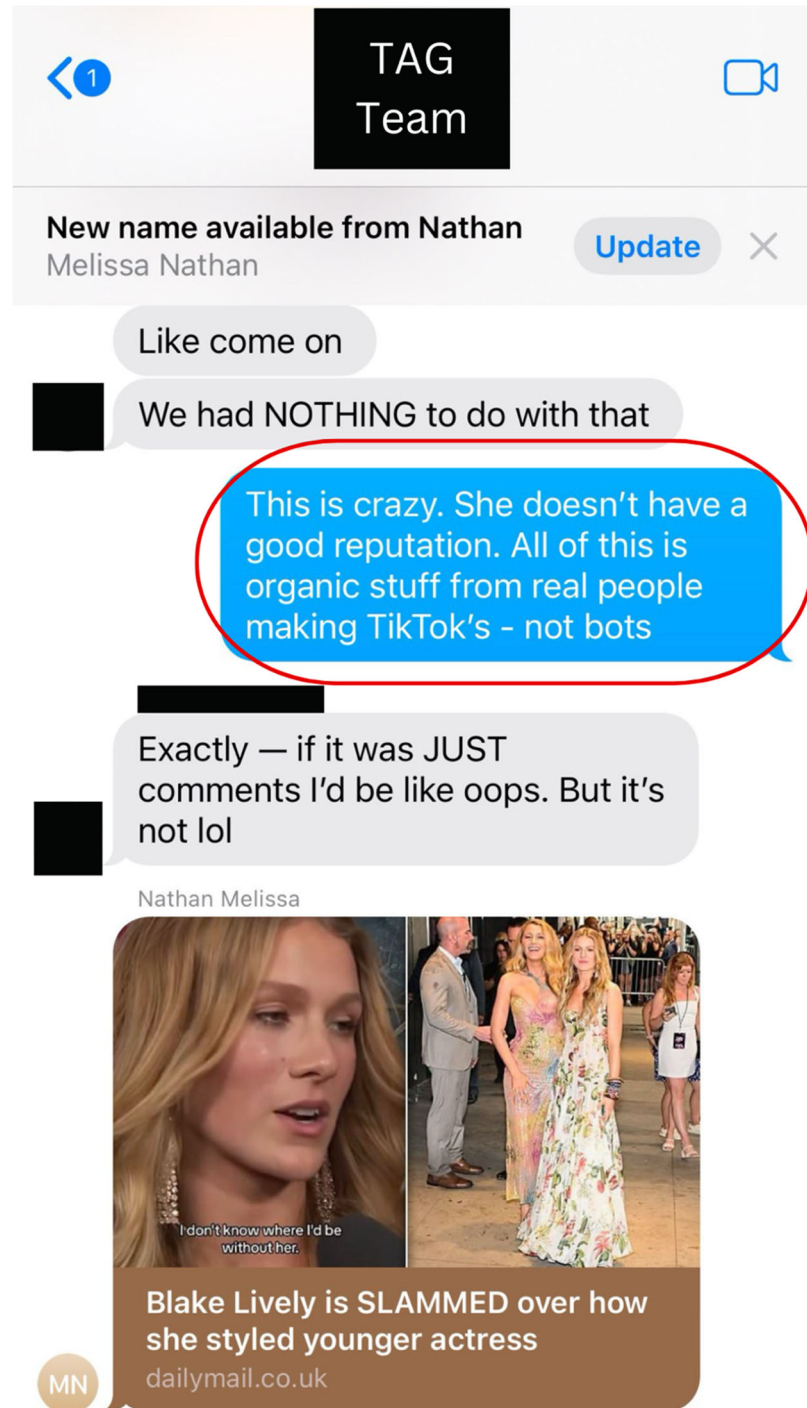 1
TAG
Team
New name available from Nathan
Melissa Nathan
Update
Like come on
We had NOTHING to do with that
This is crazy. She doesn't have a
good reputation. All of this is
organic stuff from real people
making TikTok's - not bots
Exactly — if it was JUST
comments I'd be like oops. But it's
not lol
Nathan Melissa
I don't know where I'd be
without her.
Blake Lively is SLAMMED over how
she styled younger actress
dailymail.co.uk
MN